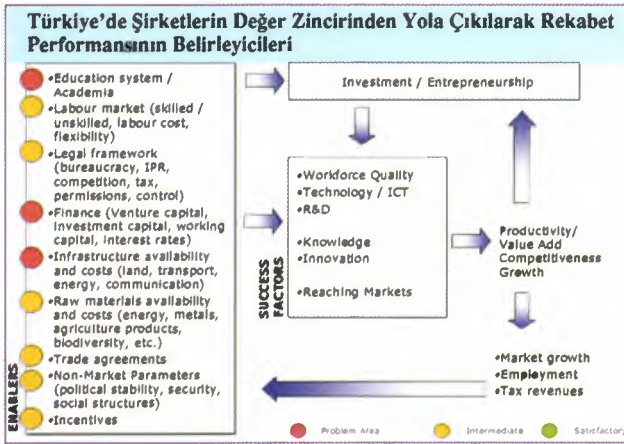 Türkiye'de Şirketlerin Değer Zincirinden Yola Çıkılarak Rekabet
Performansının Belirleyicileri
•Education system /
Academia
•Labour market (skilled /
unskilled, labour cost,
flexibility)
•Legal framework
(bureaucracy, IPR,
competition, tax,
permissions, control)
•Finance (Venture capital,
investment capital, working
capital, interest rates)
•Infrastructure availability
and costs (land, transport,
energy, communication)
•Raw materials availability
and costs (energy, metals,
agriculture products,
biodiversity, etc.)
•Trade agreements
•Non-Market Parameters
(political stability, security,
social structures)
•Incentives
ENABLERS
Investment / Entrepreneurship
SUCCESS
FACTORS
•Workforce Quality
•Technology / ICT
•R&D
•Knowledge
•Innovation
•Reaching Markets
Productivity/
Value Add
Competitiveness
Growth
•Market growth
•Employment
•Tax revenues
Problem Area
Intermediate
Satisfactory